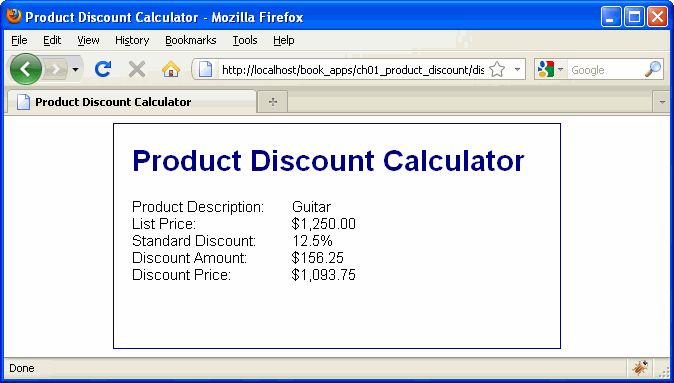 Product Discount Calculator - Mozilla Firefox
File Edit View History Bookmarks Tools Help
http://localhost/book_apps/ch01_product_discount/dis Google
Product Discount Calculator
Product Discount Calculator
Product Description: Guitar
List Price: $1,250.00
Standard Discount: 12.5%
Discount Amount: $156.25
Discount Price: $1,093.75
Done